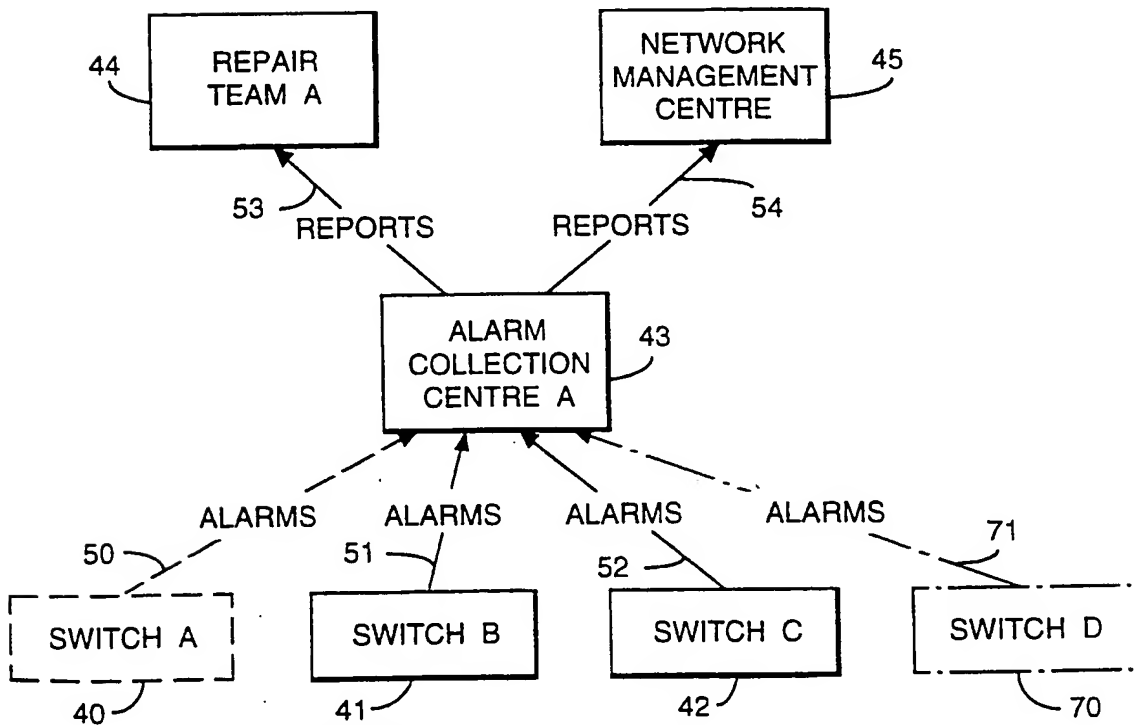 44
REPAIR
TEAM A
NETWORK
MANAGEMENT
CENTRE
45
53
REPORTS
REPORTS
54
ALARM
COLLECTION
CENTRE A
43
ALARMS
ALARMS
ALARMS
ALARMS
50
51
52
71
SWITCH A
SWITCH B
SWITCH C
SWITCH D
40
41
42
70